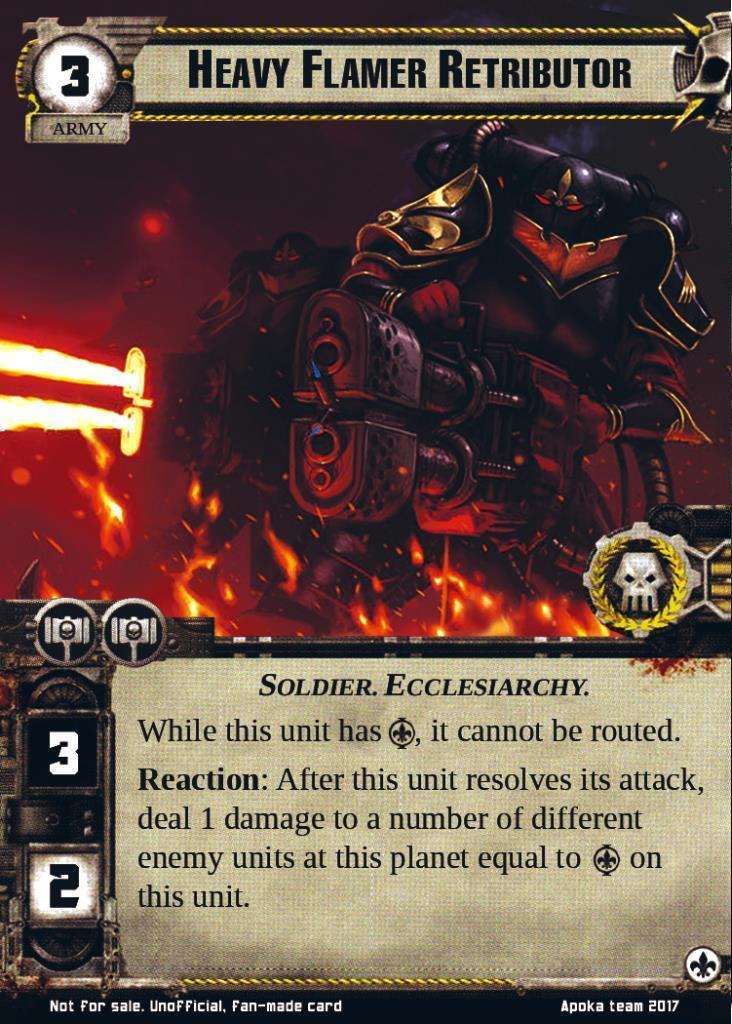 3
HEAVY FLAMER RETRIBUTOR
ARMY
SOLDIER. ECCLESIARCHY.
3
While this unit has , it cannot be routed.
Reaction: After this unit resolves its attack,
deal 1 damage to a number of different
enemy units at this planet equal to on
this unit.
2
Not for sale. Unofficial, fan-made card
Apoka team 2017